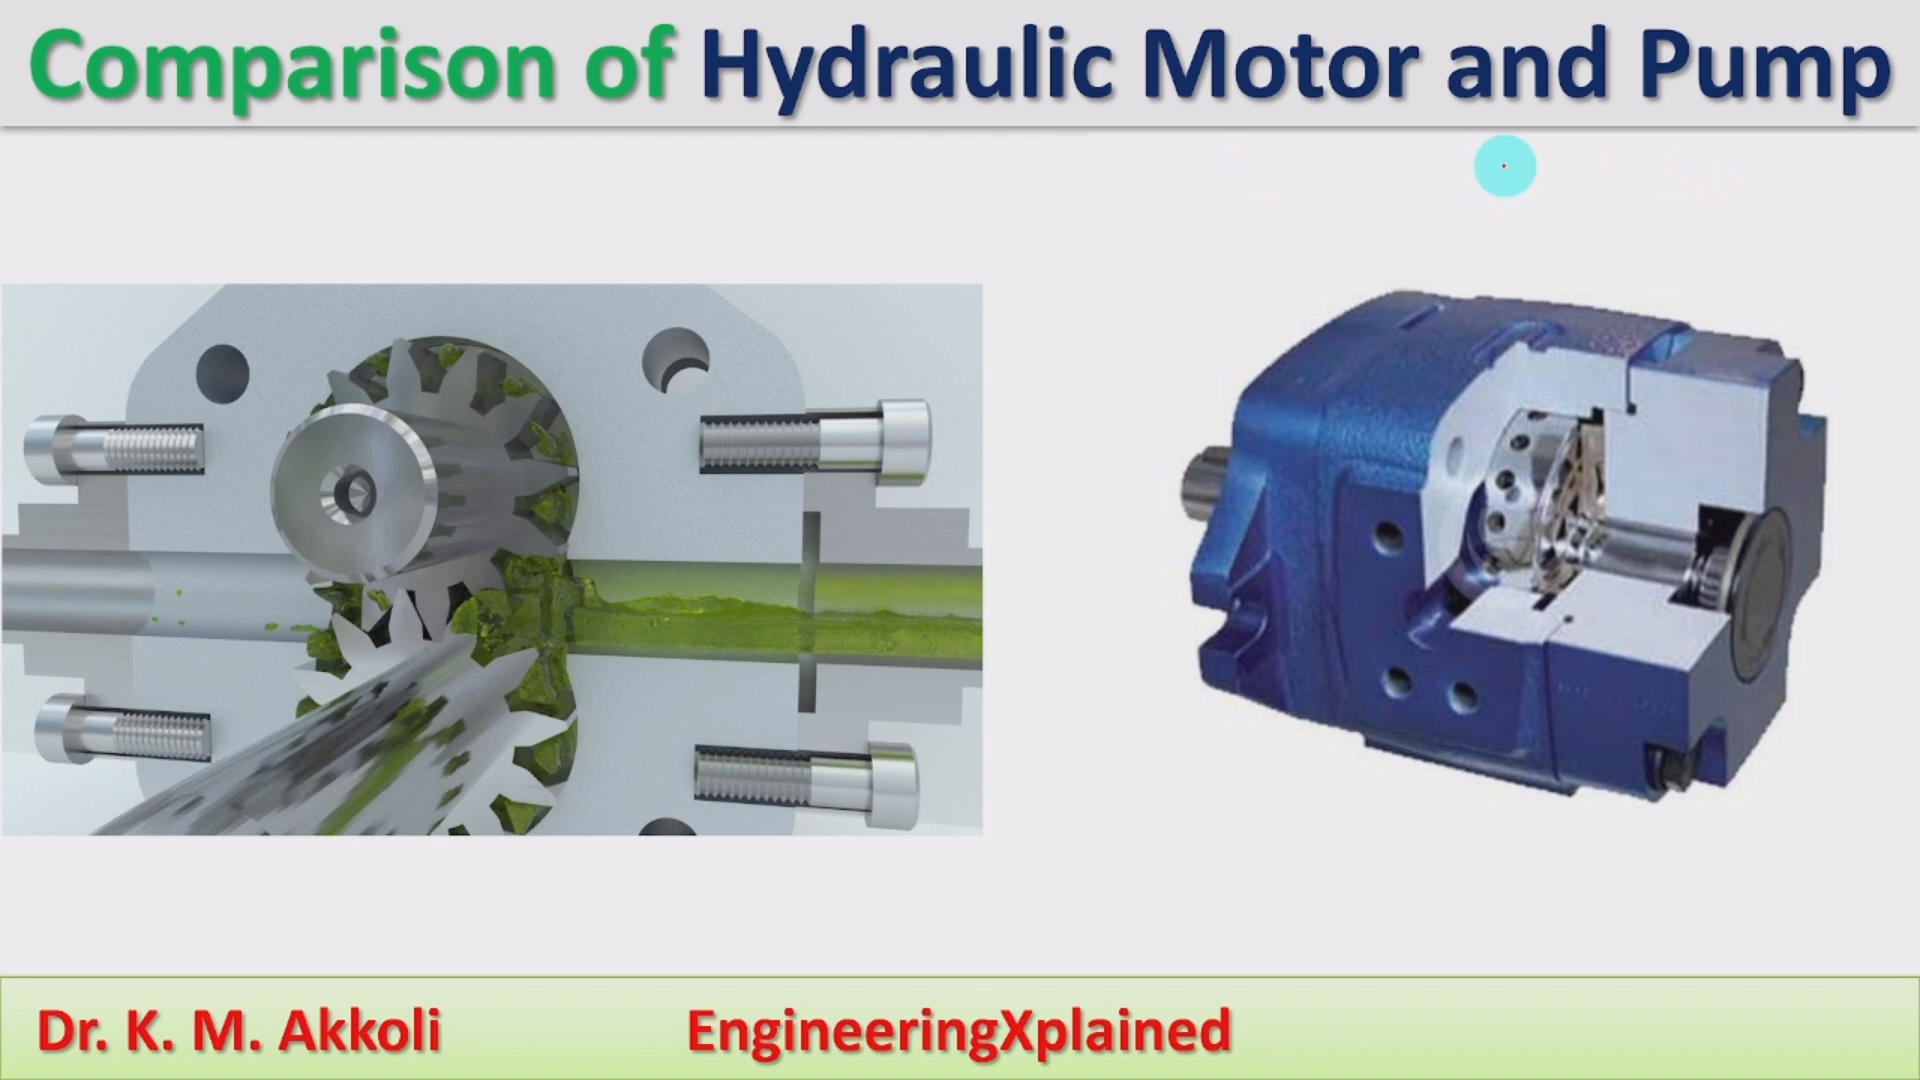 Comparison of Hydraulic Motor and Pump
Dr. K. M. Akkoli EngineeringXplained